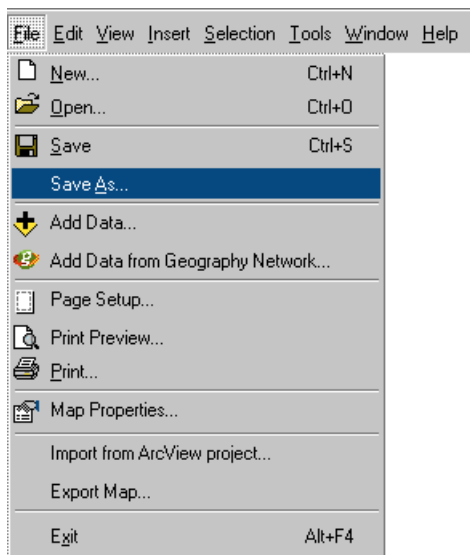 File Edit View Insert Selection Tools Window Help
New... Ctrl+N
Open... Ctrl+O
Save Ctrl+S
Save As...
Add Data...
Add Data from Geography Network...
Page Setup...
Print Preview...
Print...
Map Properties...
Import from ArcView project...
Export Map...
Exit Alt+F4